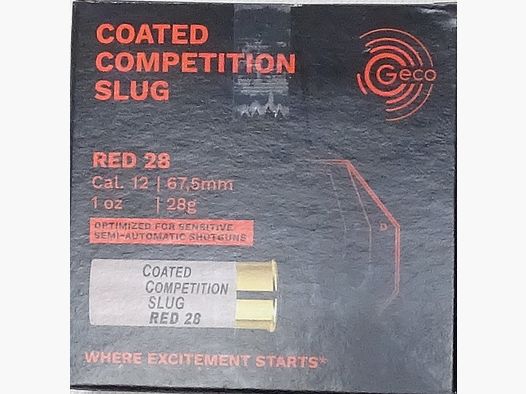 COATED
COMPETITION
SLUG
Geco
RED 28
Cal. 12 | 67,5mm
1 oz | 28g
OPTIMIZED FOR SENSITIVE
SEMI-AUTOMATIC SHOTGUNS
D
COATED
COMPETITION
SLUG
RED 28
WHERE EXCITEMENT STARTS*